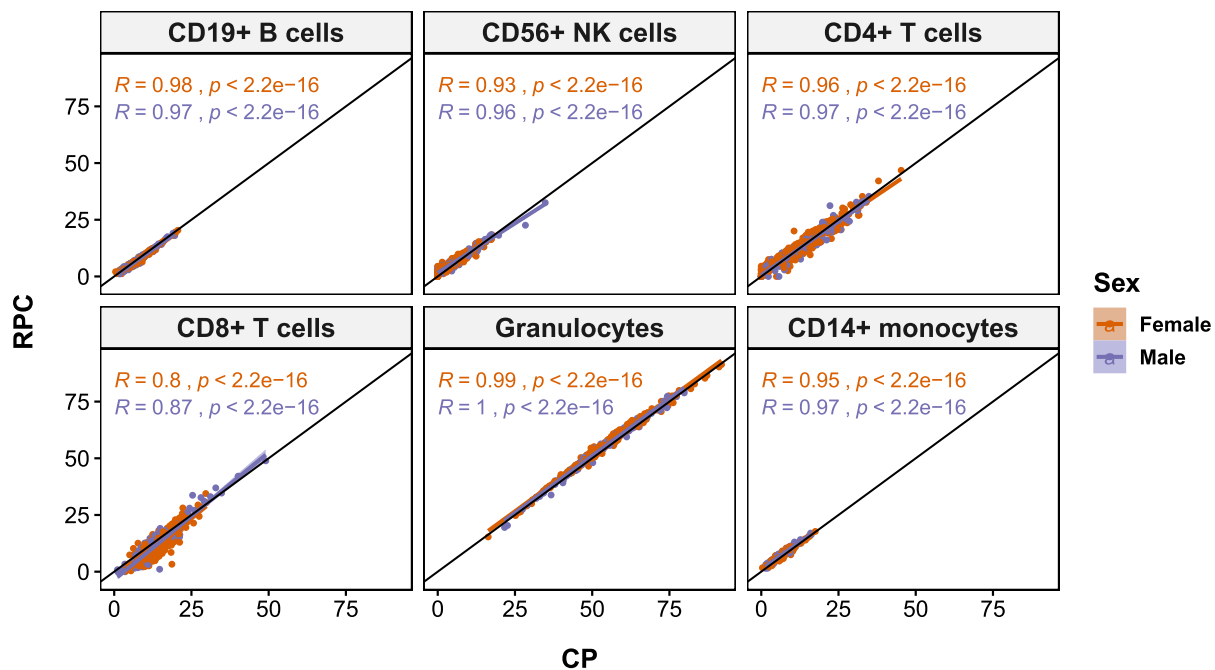 CD19+ B cells
CD56+ NK cells
CD4+ T cells
R = 0.98 , p < 2.2e−16
R = 0.97 , p < 2.2e−16
R = 0.93 , p < 2.2e−16
R = 0.96 , p < 2.2e−16
R = 0.96 , p < 2.2e−16
R = 0.97 , p < 2.2e−16
75
50
25
0
CD8+ T cells
Granulocytes
CD14+ monocytes
R = 0.8 , p < 2.2e−16
R = 0.87 , p < 2.2e−16
R = 0.99 , p < 2.2e−16
R = 1 , p < 2.2e−16
R = 0.95 , p < 2.2e−16
R = 0.97 , p < 2.2e−16
75
50
25
0
0 25 50 75
0 25 50 75
0 25 50 75
RPC
CP
Sex
a Female
a Male